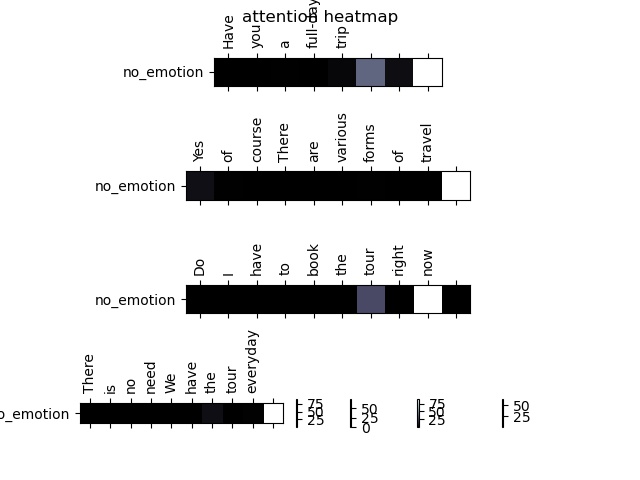 attention heatmap
Have you a full-day trip
no_emotion
Yes of course There are various forms of travel
no_emotion
Do I have to book the tour right now
no_emotion
There is no need We have the tour everyday
o_emotion
75 50 25
50 25 0
75 50 25
50 25